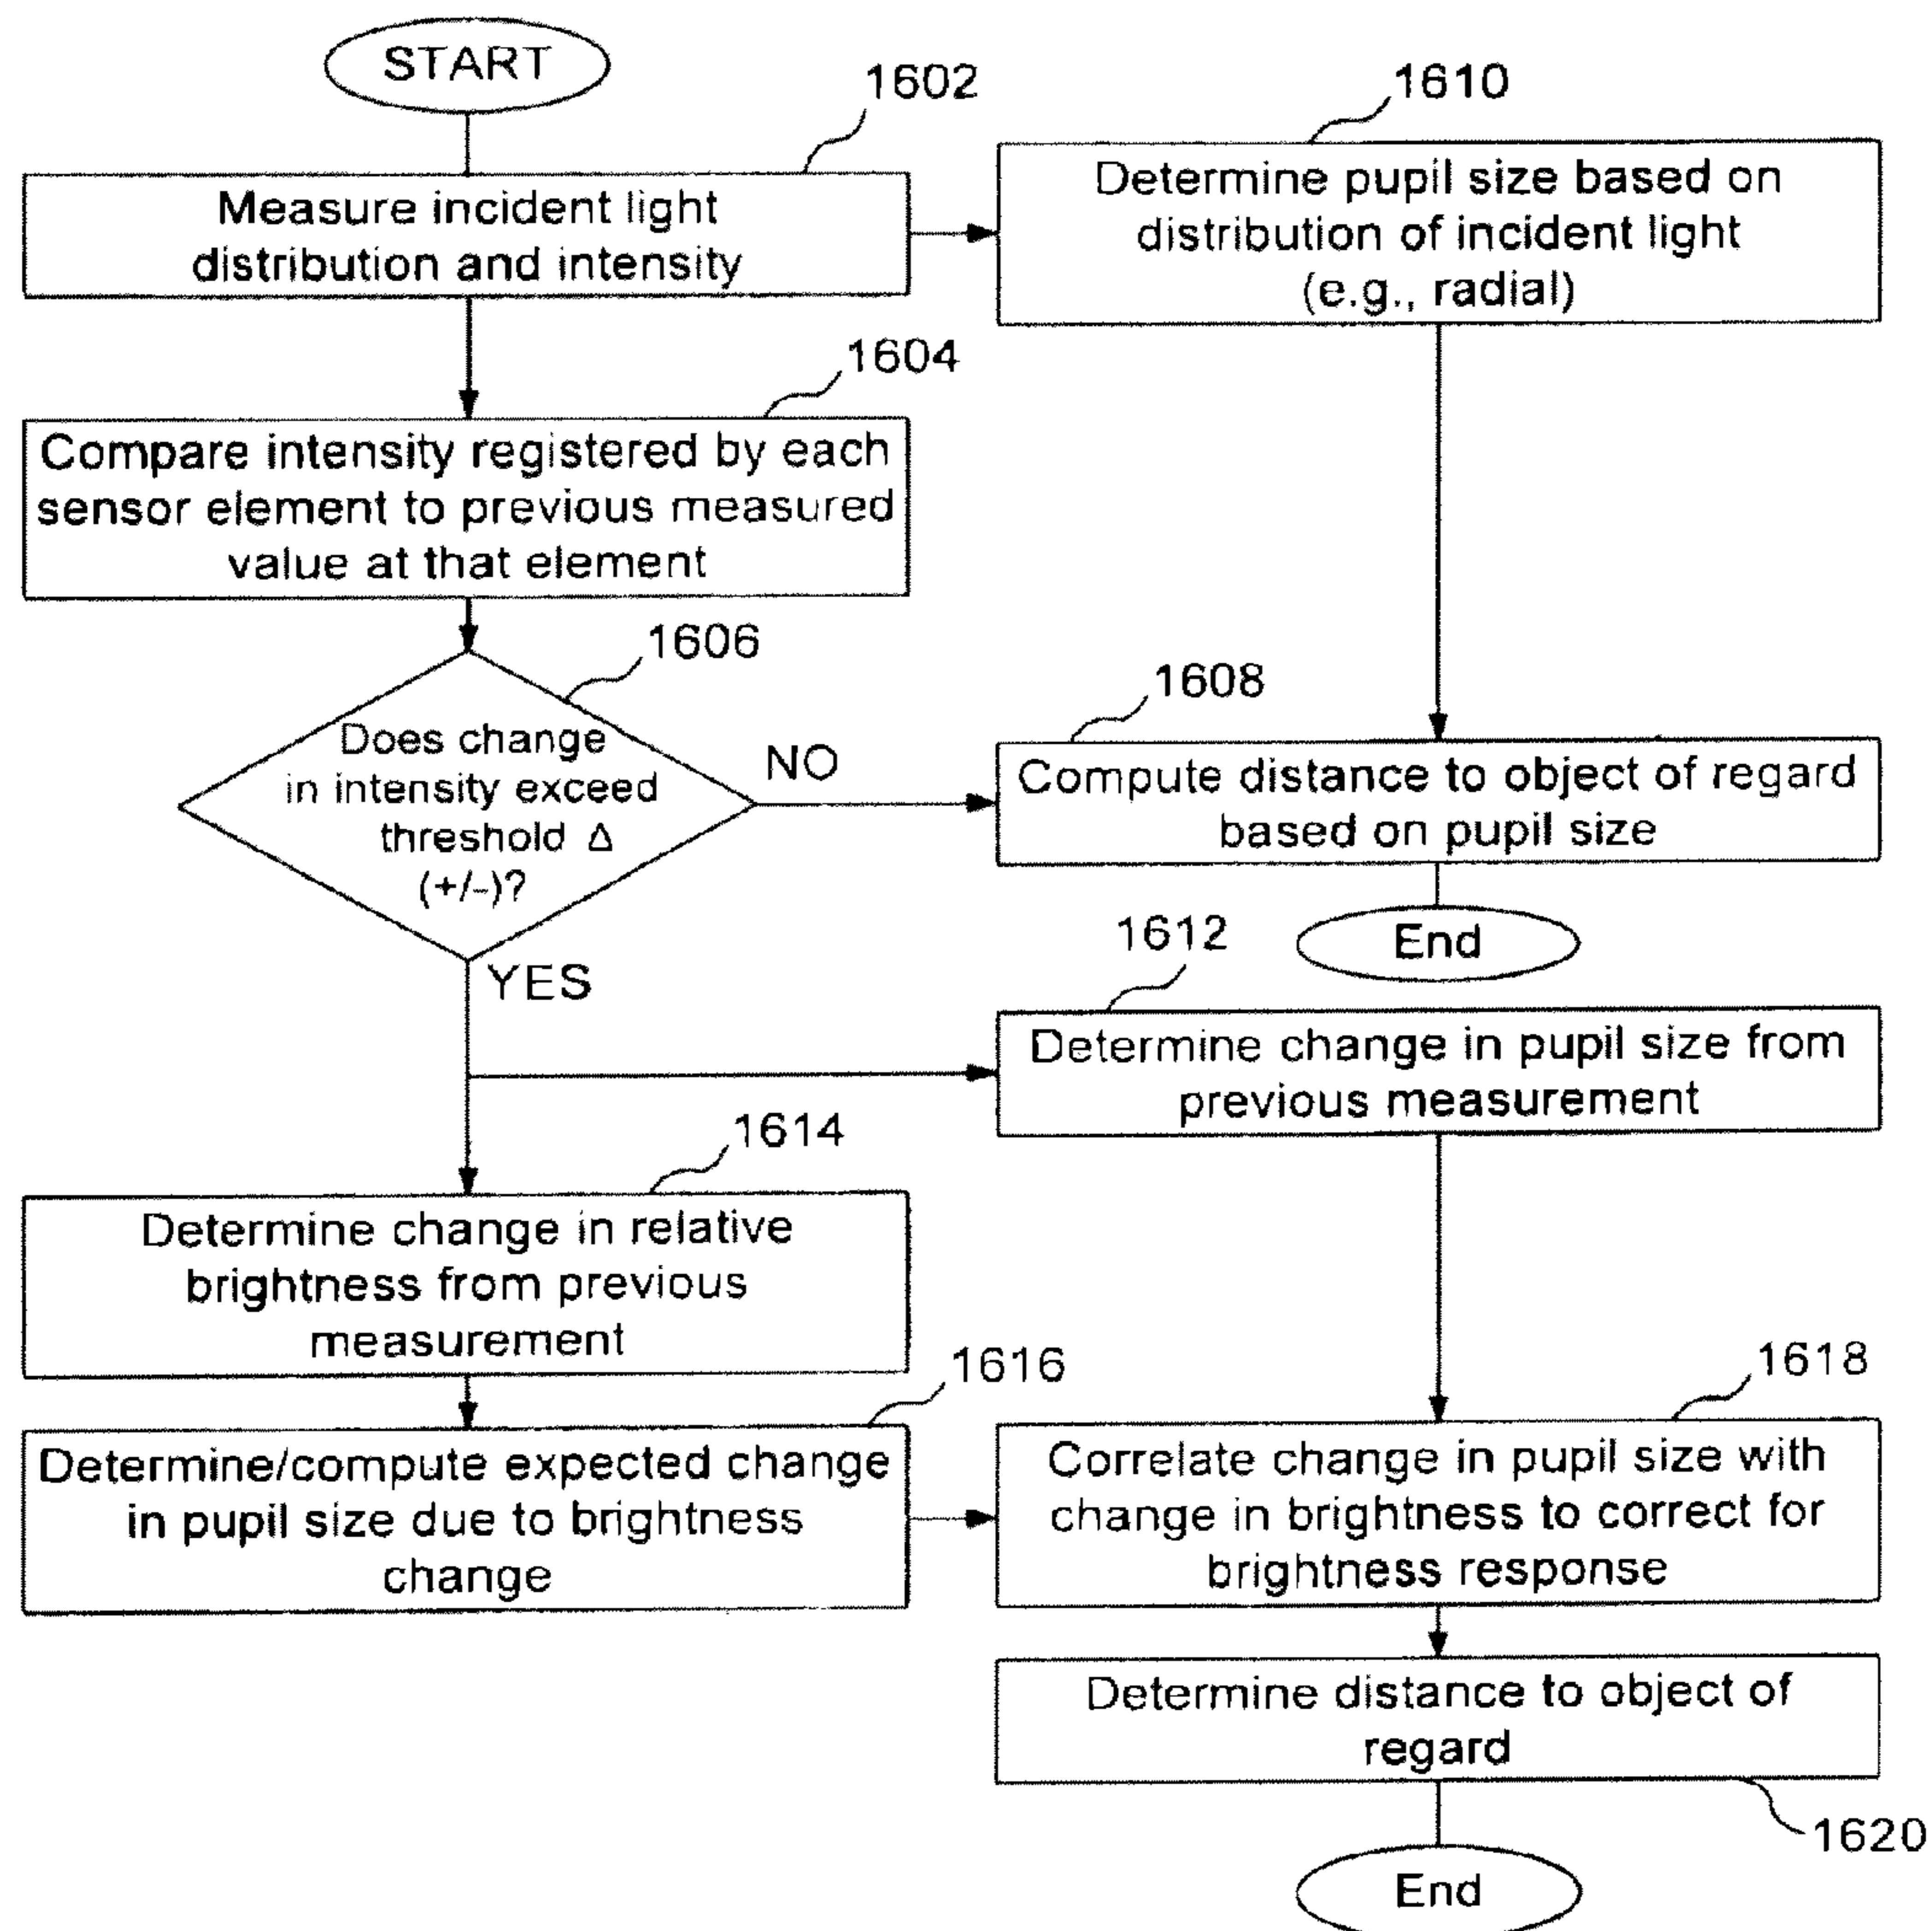 START
1602
Measure incident light
distribution and intensity
1610
Determine pupil size based on
distribution of incident light
(e.g., radial)
1604
Compare intensity registered by each
sensor element to previous measured
value at that element
1606
Does change
in intensity exceed
threshold Δ
(+/-)?
NO
YES
1608
Compute distance to object of regard
based on pupil size
End
1612
Determine change in pupil size from
previous measurement
1614
Determine change in relative
brightness from previous
measurement
1616
Determine/compute expected change
in pupil size due to brightness
change
1618
Correlate change in pupil size with
change in brightness to correct for
brightness response
Determine distance to object of
regard
1620
End